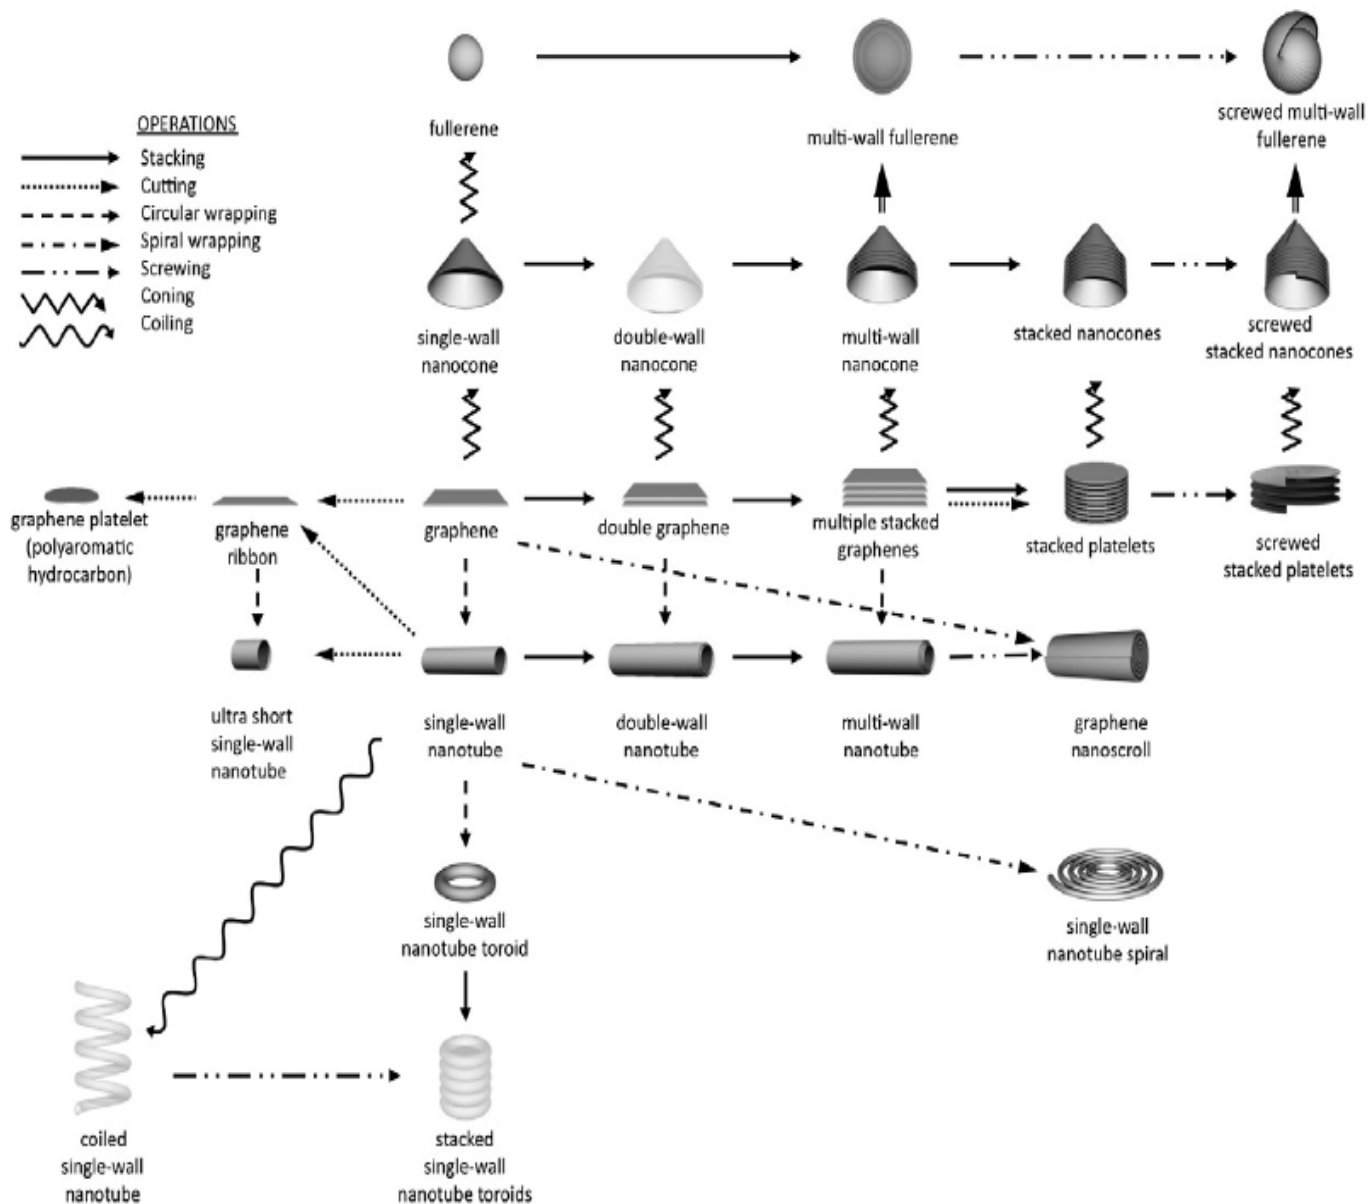 fullerene
multi-wall fullerene
screwed multi-wall
fullerene
OPERATIONS
Stacking
Cutting
Circular wrapping
Spiral wrapping
Screwing
Coning
Coiling
single-wall
nanocone
double-wall
nanocone
multi-wall
nanocone
stacked nanocones
screwed
stacked nanocones
graphene platelet
(polyaromatic
hydrocarbon)
graphene
ribbon
graphene
double graphene
multiple stacked
graphenes
stacked platelets
screwed
stacked platelets
ultra short
single-wall
nanotube
single-wall
nanotube
double-wall
nanotube
multi-wall
nanotube
graphene
nanoscroll
single-wall
nanotube toroid
single-wall
nanotube spiral
coiled
single-wall
nanotube
stacked
single-wall
nanotube toroids